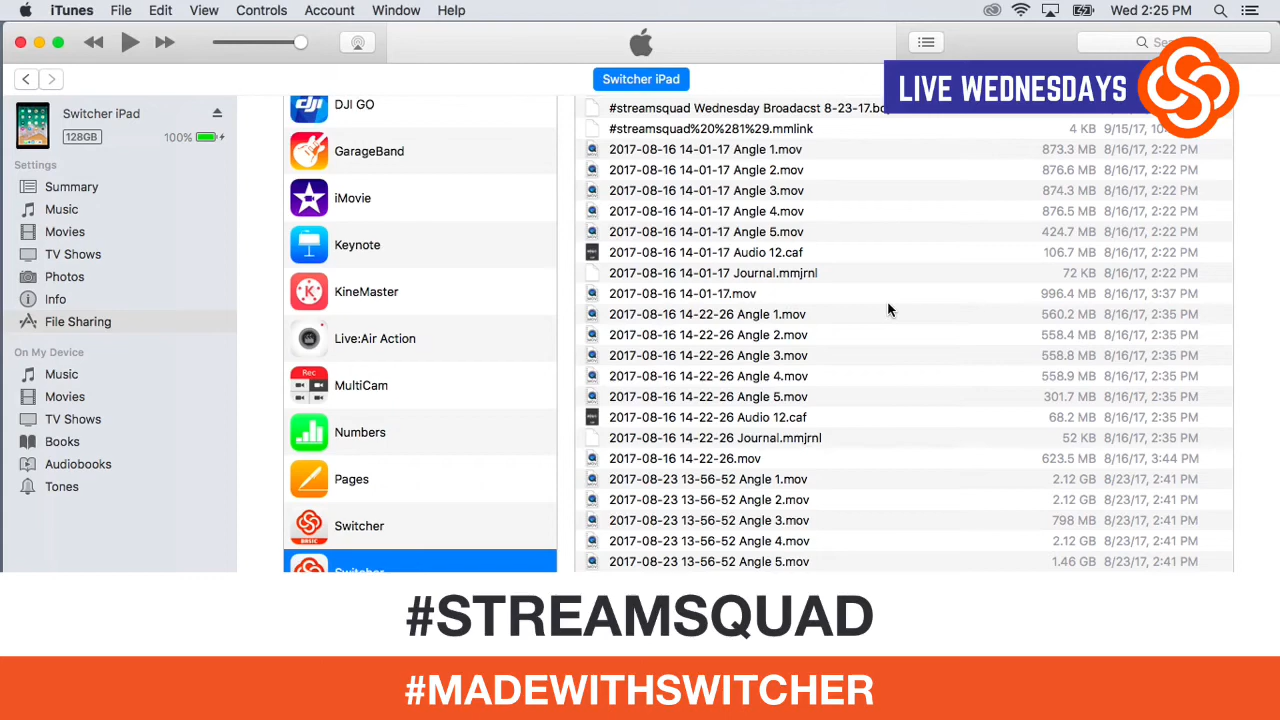 iTunes File Edit View Controls Account Window Help Wed 2:25 PM
Switcher iPad
LIVE WEDNESDAYS
Switcher iPad
128GB
100%
Settings
Summary
Music
Movies
TV Shows
Photos
Info
File Sharing
On My Device
Music
Movies
TV Shows
Books
Audiobooks
Tones
DJI GO
GarageBand
iMovie
Keynote
KineMaster
Live:Air Action
Rec
MultiCam
Numbers
Pages
BASIC
Switcher
Switcher
#streamsquad Wednesday Broadacst 8-23-17.
#streamsquad%20%281%29.mmlink 4 KB 9/15/17,
2017-08-16 14-01-17 Angle 1.mov 873.3 MB 8/16/17, 2:22 PM
2017-08-16 14-01-17 Angle 2.mov 876.6 MB 8/16/17, 2:22 PM
2017-08-16 14-01-17 Angle 3.mov 874.3 MB 8/16/17, 2:22 PM
2017-08-16 14-01-17 Angle 4.mov 876.5 MB 8/16/17, 2:22 PM
2017-08-16 14-01-17 Angle 5.mov 424.7 MB 8/16/17, 2:22 PM
2017-08-16 14-01-17 Audio 12.caf 106.7 MB 8/16/17, 2:22 PM
2017-08-16 14-01-17 Journal.mmjrnl 72 KB 8/16/17, 2:22 PM
2017-08-16 14-01-17.mov 996.4 MB 8/16/17, 3:37 PM
2017-08-16 14-22-26 Angle 1.mov 560.2 MB 8/16/17, 2:35 PM
2017-08-16 14-22-26 Angle 2.mov 558.4 MB 8/16/17, 2:35 PM
2017-08-16 14-22-26 Angle 3.mov 558.8 MB 8/16/17, 2:35 PM
2017-08-16 14-22-26 Angle 4.mov 558.9 MB 8/16/17, 2:35 PM
2017-08-16 14-22-26 Angle 5.mov 301.7 MB 8/16/17, 2:35 PM
2017-08-16 14-22-26 Audio 12.caf 68.2 MB 8/16/17, 2:35 PM
2017-08-16 14-22-26 Journal.mmjrnl 52 KB 8/16/17, 2:35 PM
2017-08-16 14-22-26.mov 623.5 MB 8/16/17, 3:44 PM
2017-08-23 13-56-52 Angle 1.mov 2.12 GB 8/23/17, 2:41 PM
2017-08-23 13-56-52 Angle 2.mov 2.12 GB 8/23/17, 2:41 PM
2017-08-23 13-56-52 Angle 3.mov 798 MB 8/23/17, 2:41 PM
2017-08-23 13-56-52 Angle 4.mov 2.12 GB 8/23/17, 2:41 PM
2017-08-23 13-56-52 Angle 5.mov 1.46 GB 8/23/17, 2:41 PM
#STREAMSQUAD
#MADEWITHSWITCHER